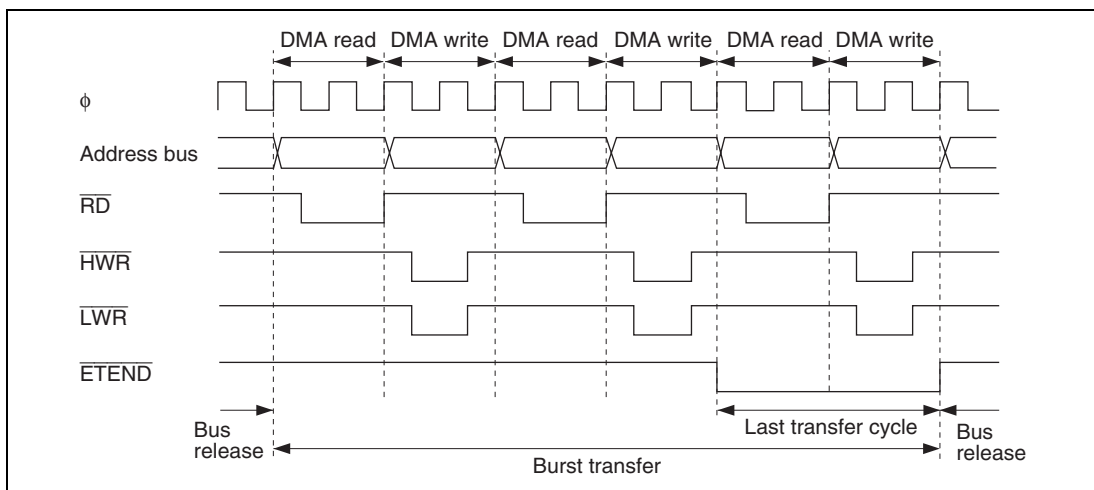 DMA read DMA write DMA read DMA write DMA read DMA write
ϕ
Address bus
RD
HWR
LWR
ETEND
Bus release
Last transfer cycle
Bus release
Burst transfer